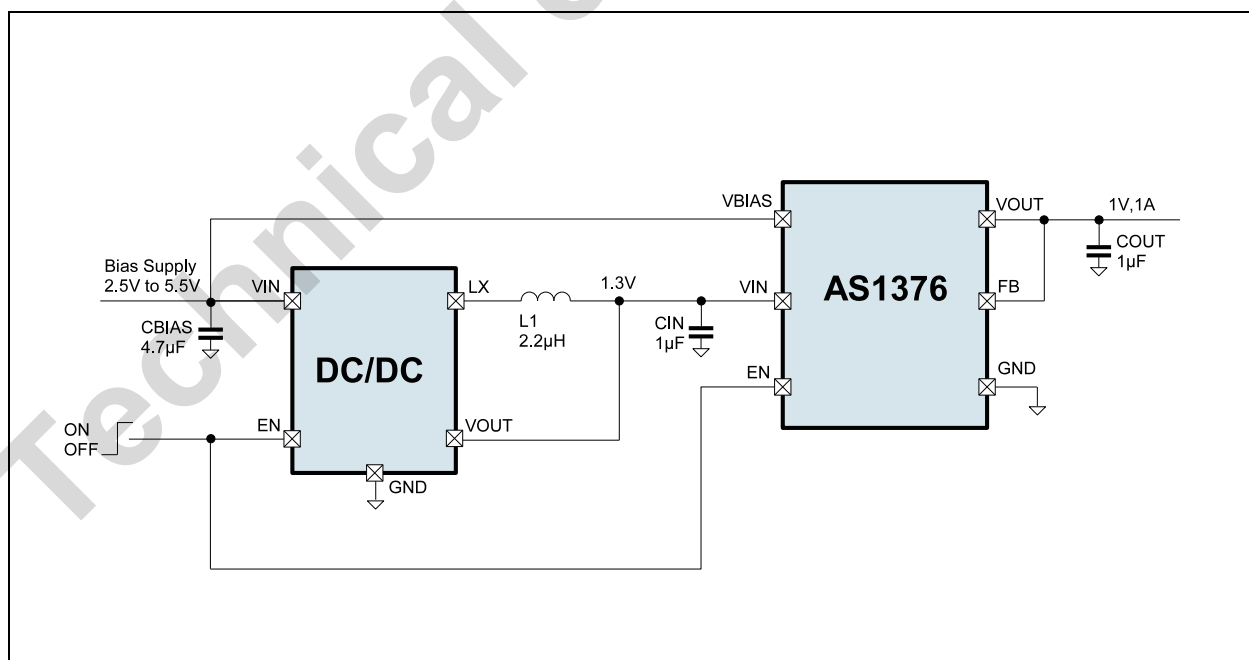 Technical
VBIAS
VOUT
1V,1A
COUT
1µF
Bias Supply
2.5V to 5.5V
VIN
LX
1.3V
VIN
AS1376
FB
L1
2.2µH
CIN
1µF
CBIAS
4.7µF
DC/DC
EN
GND
ON
OFF
EN
VOUT
GND